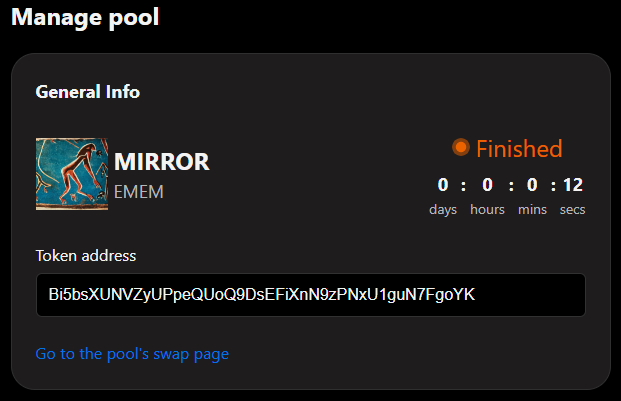 Manage pool
General Info
MIRROR
EMEM
Finished
0 : 0 : 0 : 12
days hours mins secs
Token address
Bi5bsXUNVZyUPpeQUoQ9DsEFiXnN9zPNxU1guN7FgoYK
Go to the pool's swap page